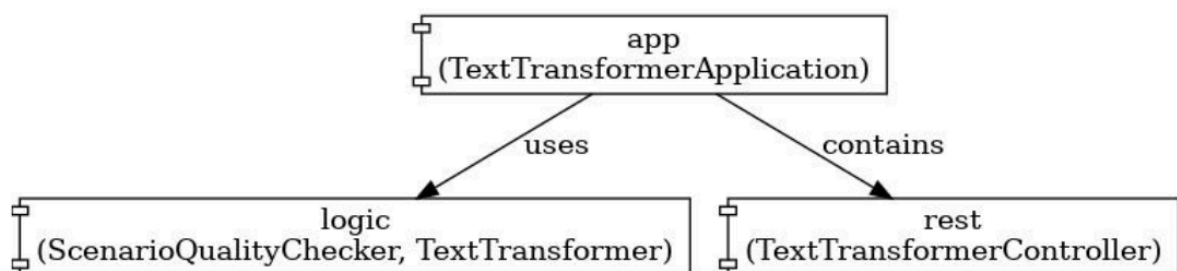 app
(TextTransformerApplication)
uses
contains
logic
(ScenarioQualityChecker, TextTransformer)
rest
(TextTransformerController)